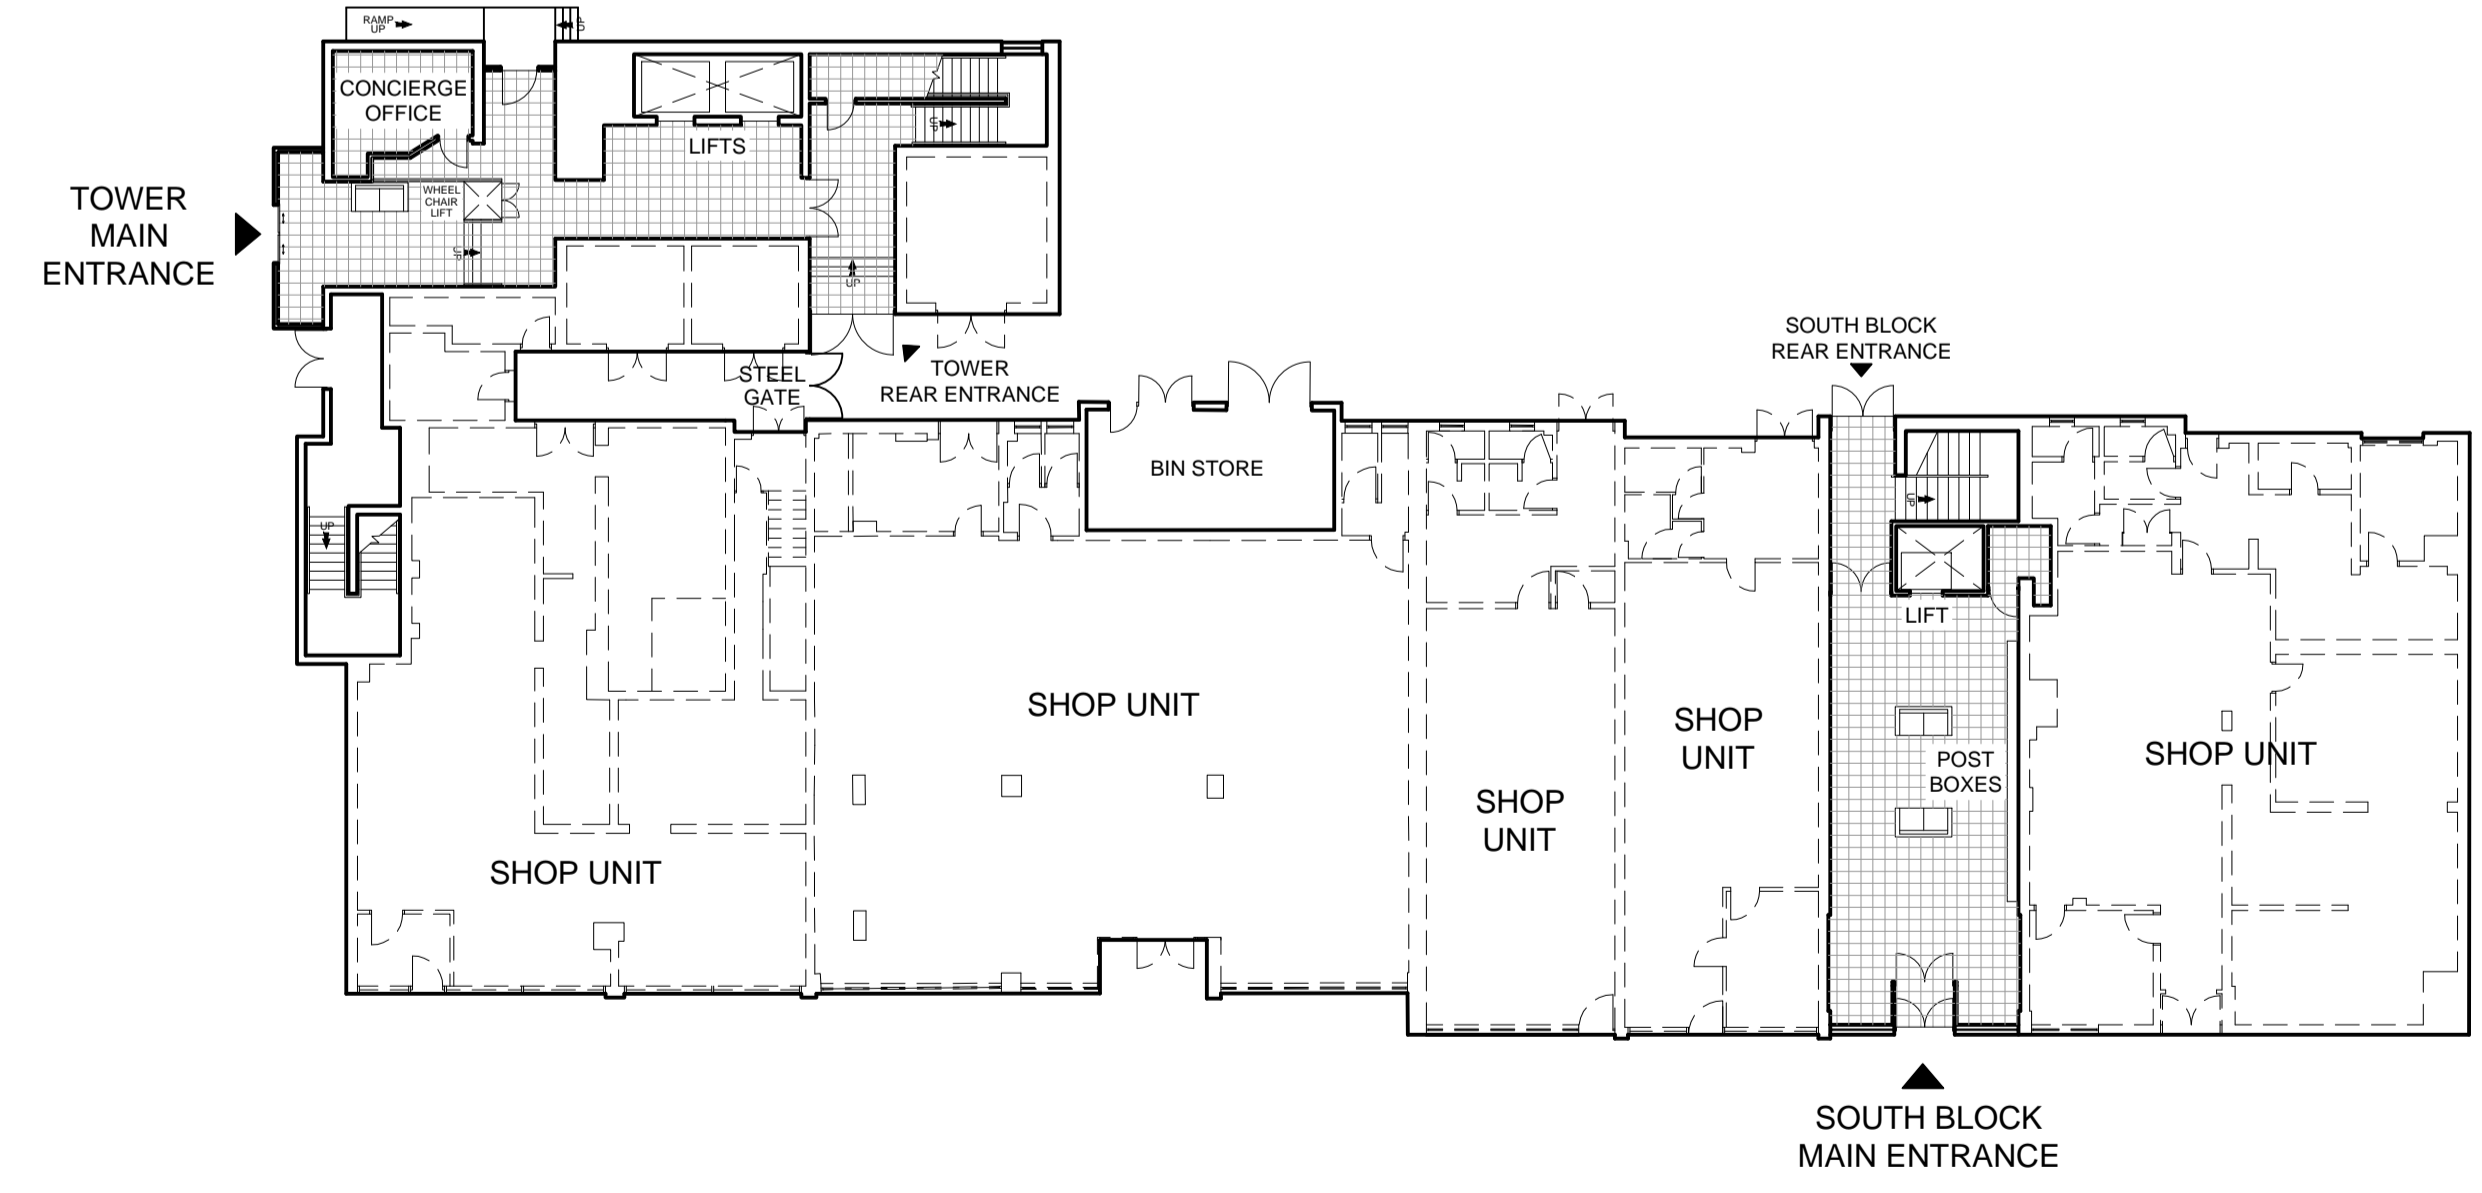 RAMP
UP
UP
CONCIERGE
OFFICE
LIFTS
UP
WHEEL
CHAIR
LIFT
UP
UP
TOWER
MAIN
ENTRANCE
STEEL
GATE
TOWER
REAR ENTRANCE
SOUTH BLOCK
REAR ENTRANCE
BIN STORE
UP
UP
LIFT
SHOP UNIT
SHOP
UNIT
SHOP UNIT
POST
BOXES
SHOP
UNIT
SHOP UNIT
SOUTH BLOCK
MAIN ENTRANCE